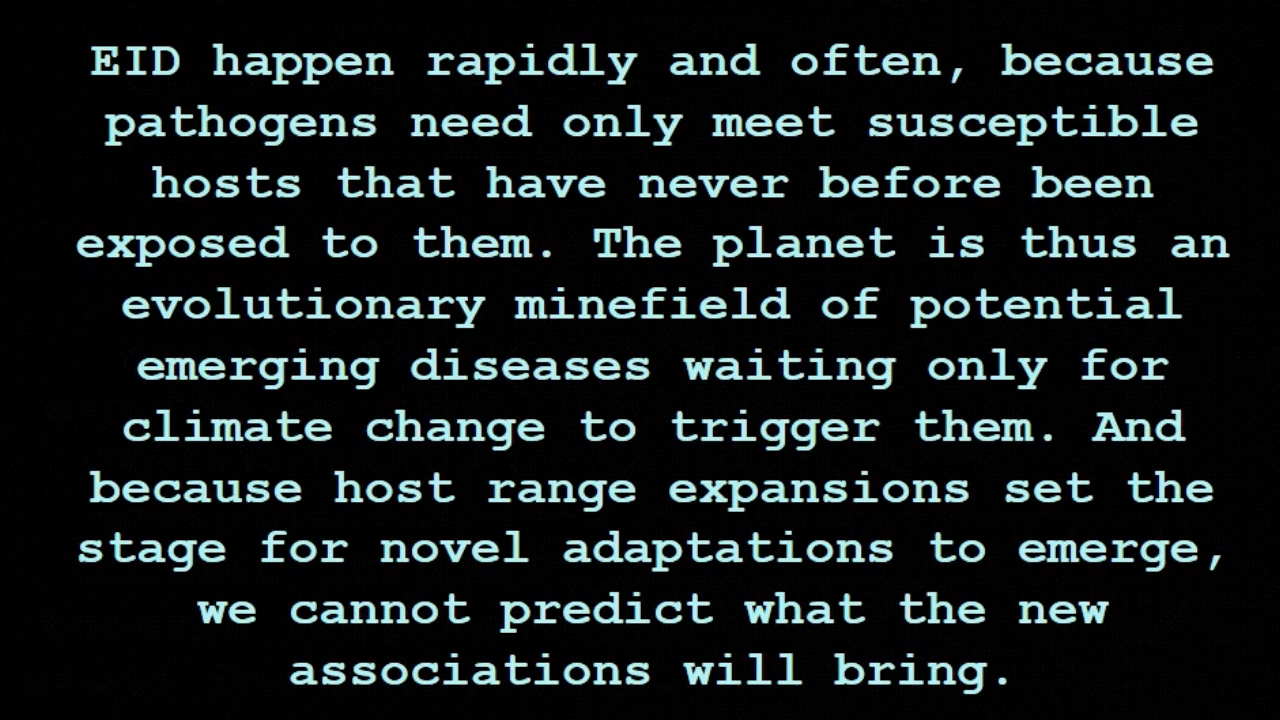 EID happen rapidly and often, because
pathogens need only meet susceptible
hosts that have never before been
exposed to them. The planet is thus an
evolutionary minefield of potential
emerging diseases waiting only for
climate change to trigger them. And
because host range expansions set the
stage for novel adaptations to emerge,
we cannot predict what the new
associations will bring.